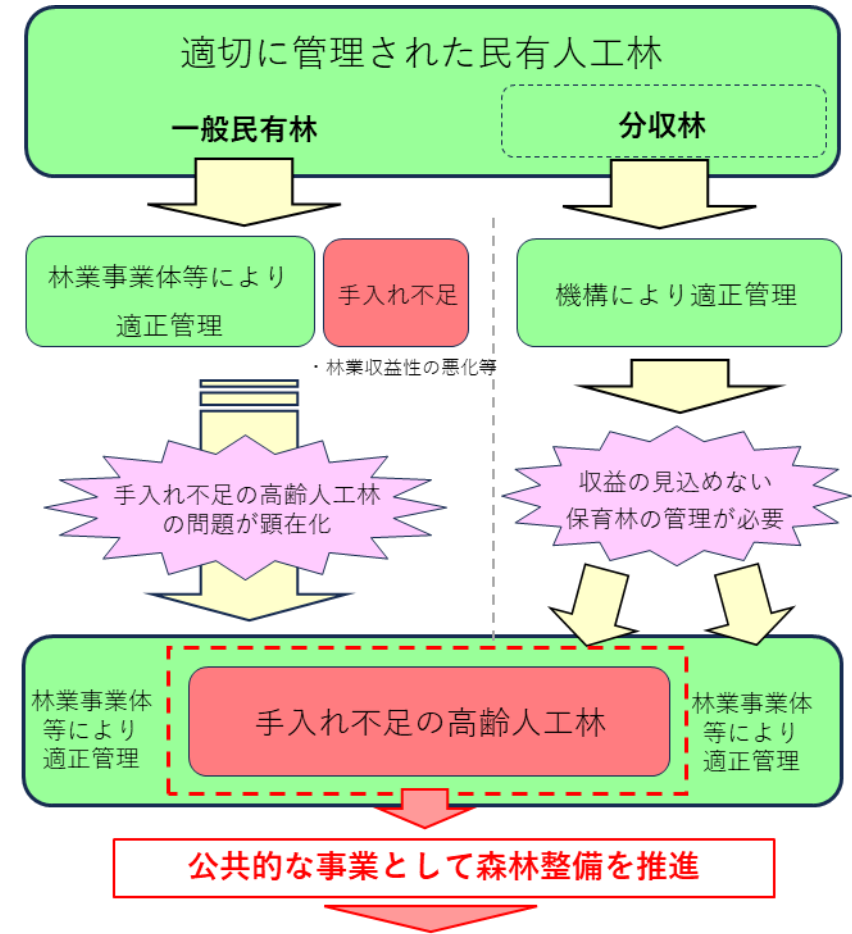 適切に管理された民有人工林
一般民有林
分収林
林業事業体等により
適正管理
手入れ不足
機構により適正管理
・林業収益性の悪化等
手入れ不足の高齢人工林
の問題が顕在化
収益の見込めない
保育林の管理が必要
林業事業体
等により
適正管理
手入れ不足の高齢人工林
林業事業体
等により
適正管理
公共的な事業として森林整備を推進